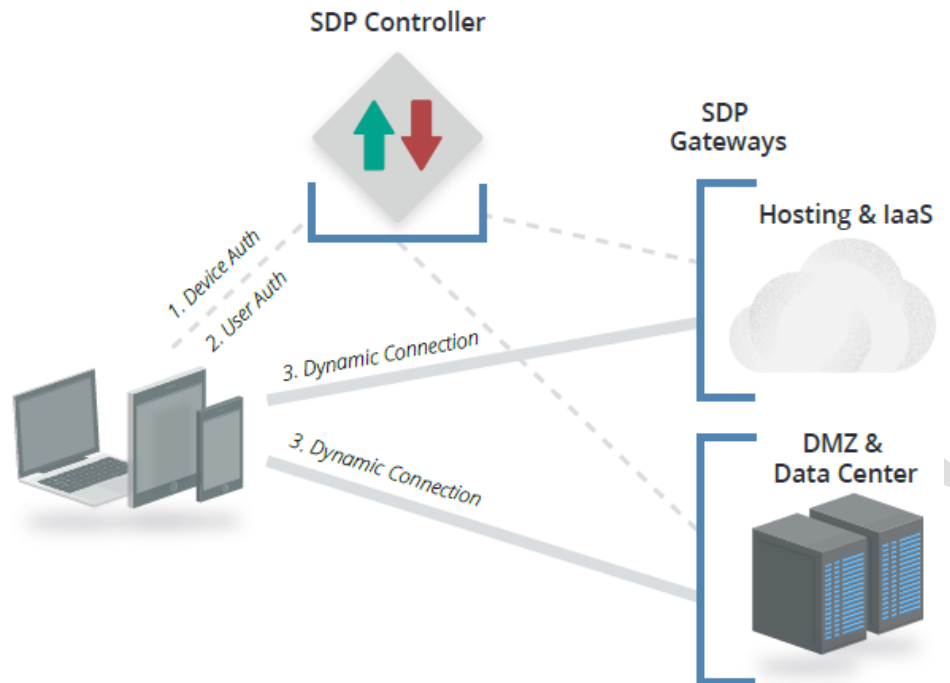 SDP Controller
SDP
Gateways
Hosting & IaaS
1. Device Auth
2. User Auth
3. Dynamic Connection
3. Dynamic Connection
DMZ &
Data Center